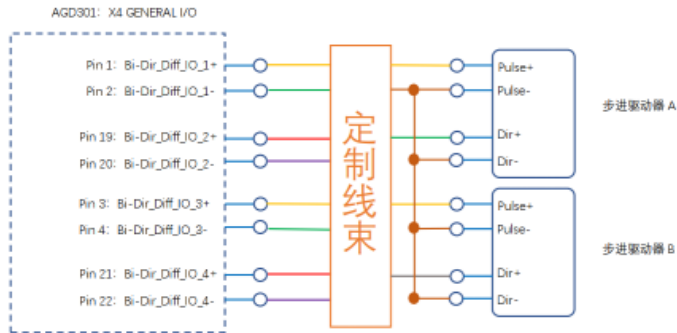 AGD301：X4 GENERAL I/O
Pin 1：Bi-Dir_Diff_IO_1+
Pin 2：Bi-Dir_Diff_IO_1-
Pin 19：Bi-Dir_Diff_IO_2+
Pin 20：Bi-Dir_Diff_IO_2-
Pin 3：Bi-Dir_Diff_IO_3+
Pin 4：Bi-Dir_Diff_IO_3-
Pin 21：Bi-Dir_Diff_IO_4+
Pin 22：Bi-Dir_Diff_IO_4-
定制线束
Pulse+
Pulse-
Dir+
Dir-
步进驱动器 A
Pulse+
Pulse-
Dir+
Dir-
步进驱动器 B